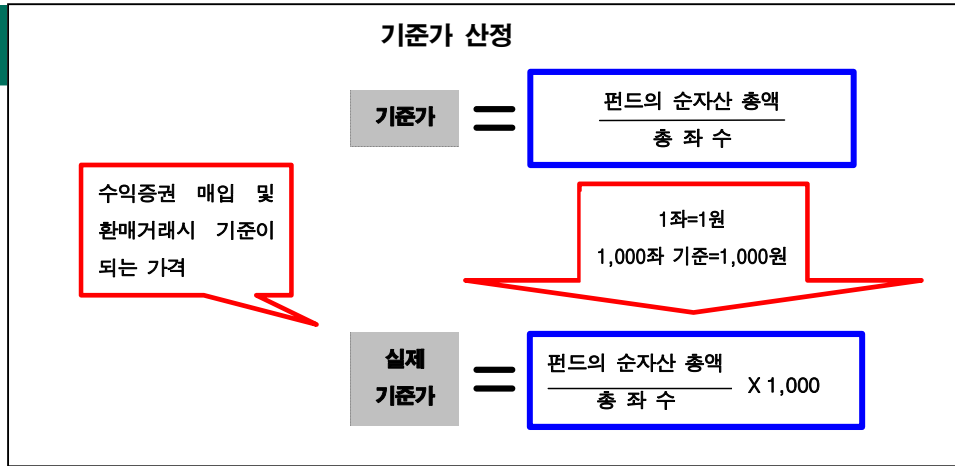 기준가 산정
기준가
=
펀드의 순자산 총액
총 좌 수
수익증권 매입 및
환매거래시 기준이
되는 가격
1좌=1원
1,000좌 기준=1,000원
실제
기준가
=
펀드의 순자산 총액
총 좌 수
X 1,000